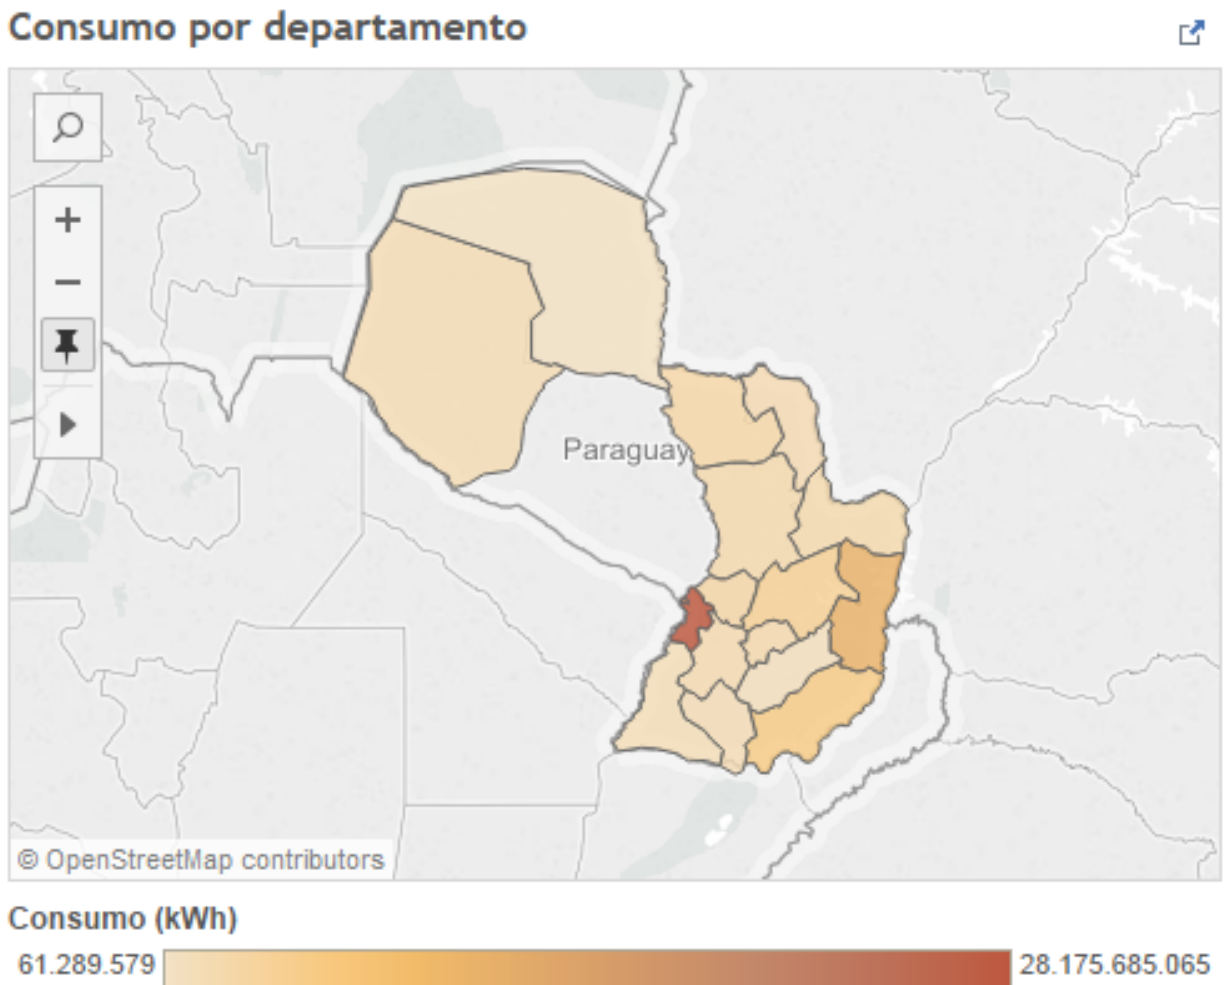 Consumo por departamento
Paraguay
© OpenStreetMap contributors
Consumo (kWh)
61.289.579
28.175.685.065